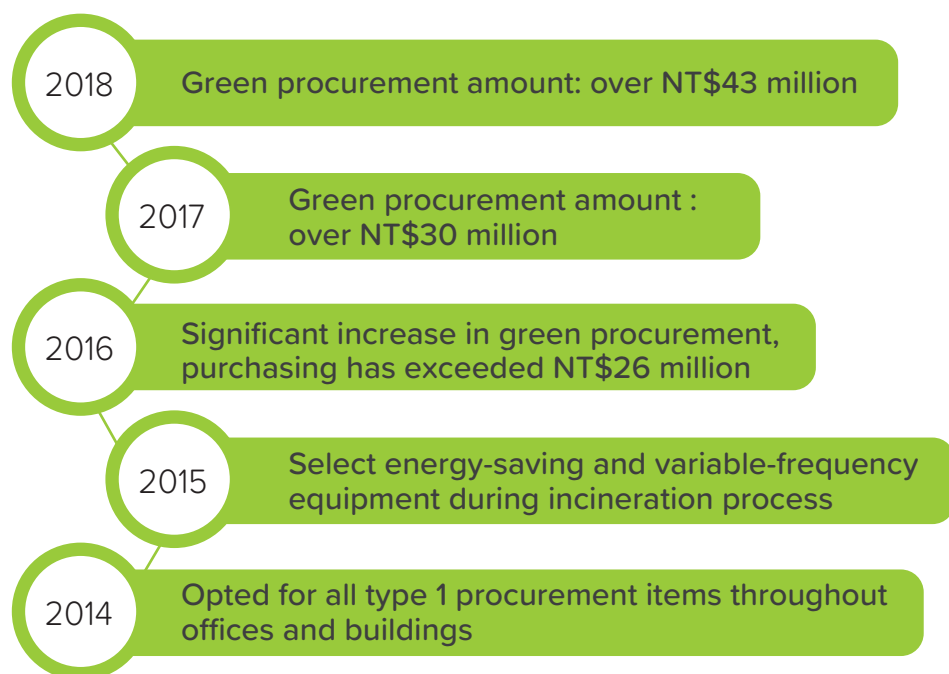 2018
Green procurement amount: over NT$43 million
2017
Green procurement amount :
over NT$30 million
2016
Significant increase in green procurement,
purchasing has exceeded NT$26 million
2015
Select energy-saving and variable-frequency
equipment during incineration process
2014
Opted for all type 1 procurement items throughout
offices and buildings